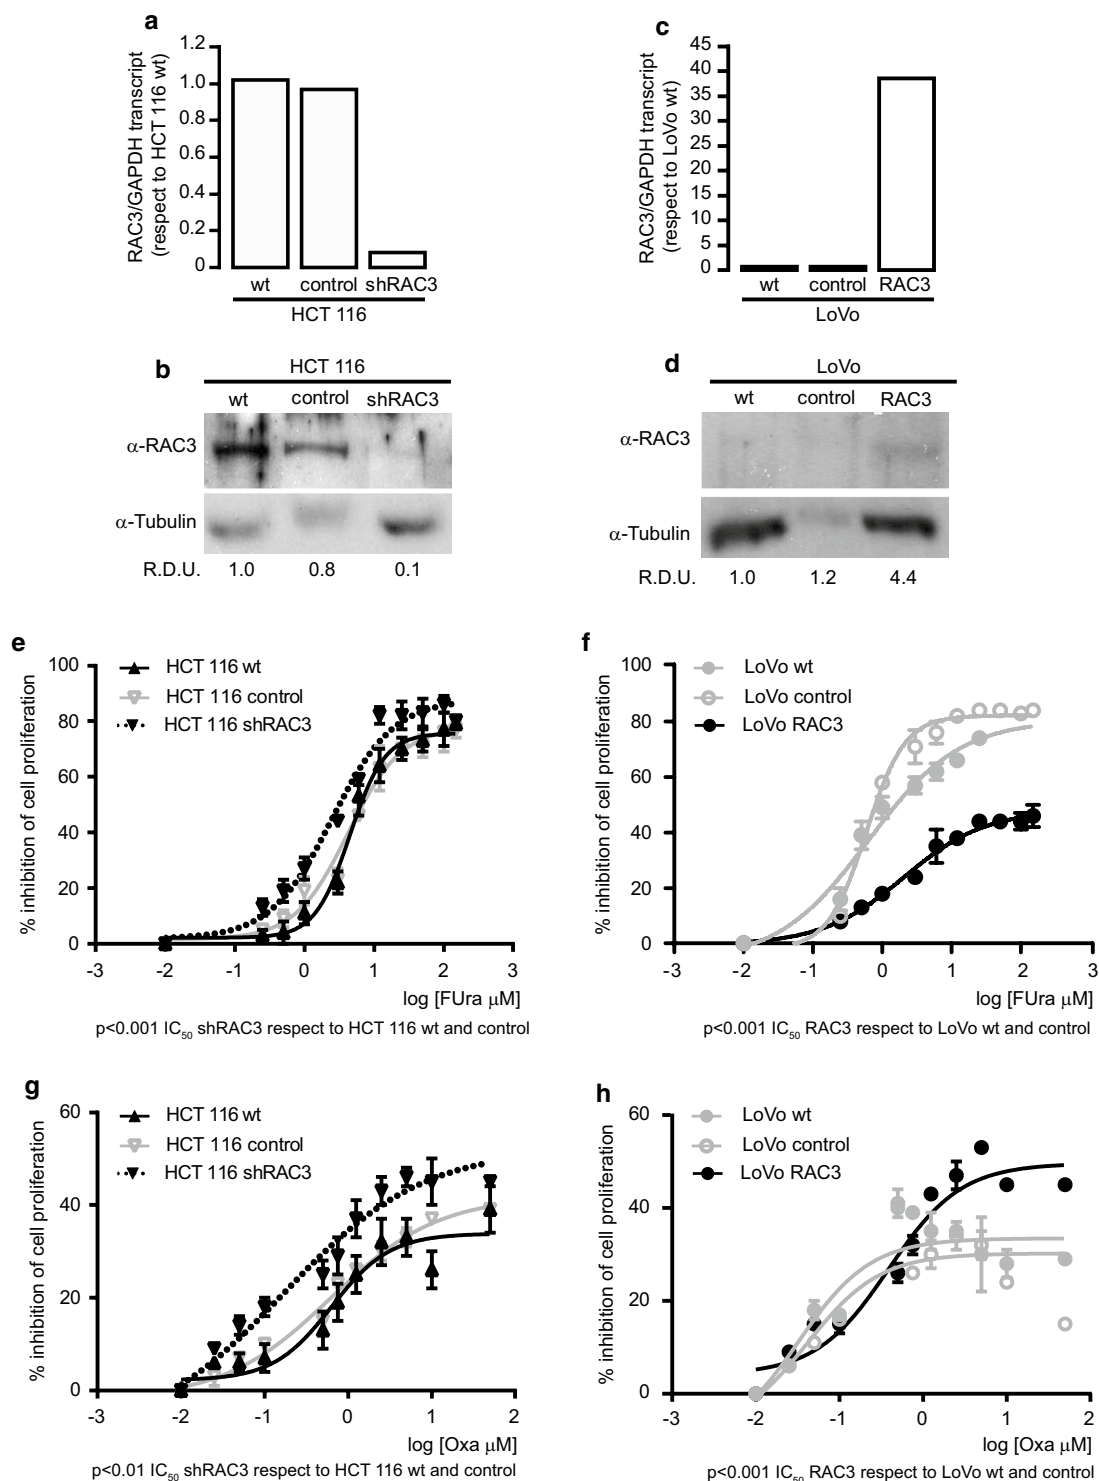 a
RAC3/GAPDH transcript
(respect to HCT 116 wt)
1.2
1.0
0.8
0.6
0.4
0.2
0
wt control shRAC3
HCT 116
c
RAC3/GAPDH transcript
(respect to LoVo wt)
45
40
35
30
25
20
15
10
5
0
wt control RAC3
LoVo
b
HCT 116
wt control shRAC3
α-RAC3
α-Tubulin
R.D.U. 1.0 0.8 0.1
d
LoVo
wt control RAC3
α-RAC3
α-Tubulin
R.D.U. 1.0 1.2 4.4
e
% inhibition of cell proliferation
100
80
60
40
20
0
HCT 116 wt
HCT 116 control
HCT 116 shRAC3
-3 -2 -1 0 1 2 3
log [FUra μM]
p<0.001 IC50 shRAC3 respect to HCT 116 wt and control
f
% inhibition of cell proliferation
100
80
60
40
20
0
LoVo wt
LoVo control
LoVo RAC3
-3 -2 -1 0 1 2 3
log [FUra μM]
p<0.001 IC50 RAC3 respect to LoVo wt and control
g
% inhibition of cell proliferation
60
40
20
0
HCT 116 wt
HCT 116 control
HCT 116 shRAC3
-3 -2 -1 0 1 2
log [Oxa μM]
p<0.01 IC50 shRAC3 respect to HCT 116 wt and control
h
% inhibition of cell proliferation
60
40
20
0
LoVo wt
LoVo control
LoVo RAC3
-3 -2 -1 0 1 2
log [Oxa μM]
p<0.001 IC50 RAC3 respect to LoVo wt and control